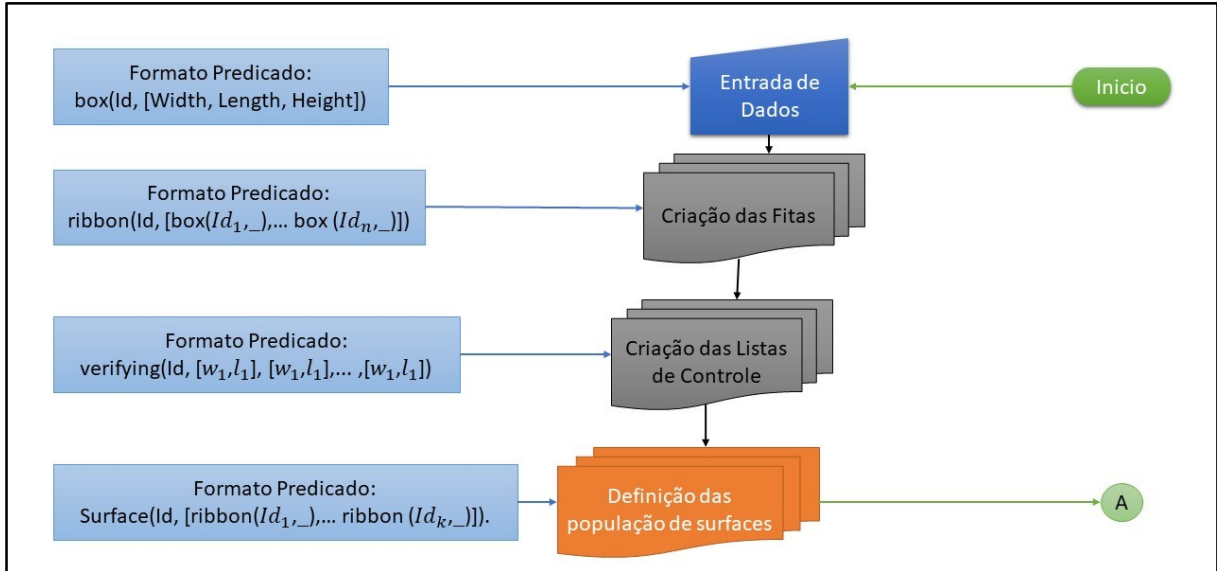 Formato Predicado:
box(Id, [Width, Length, Height])
Entrada de
Dados
Inicio
Formato Predicado:
ribbon(Id, [box(Id₁,_),... box (Idₙ,_)])
Criação das Fitas
Formato Predicado:
verifying(Id, [w₁,l₁], [w₁,l₁],... ,[w₁,l₁])
Criação das Listas
de Controle
Formato Predicado:
Surface(Id, [ribbon(Id₁,_),... ribbon (Idₖ,_)]).
Definição das
população de surfaces
A